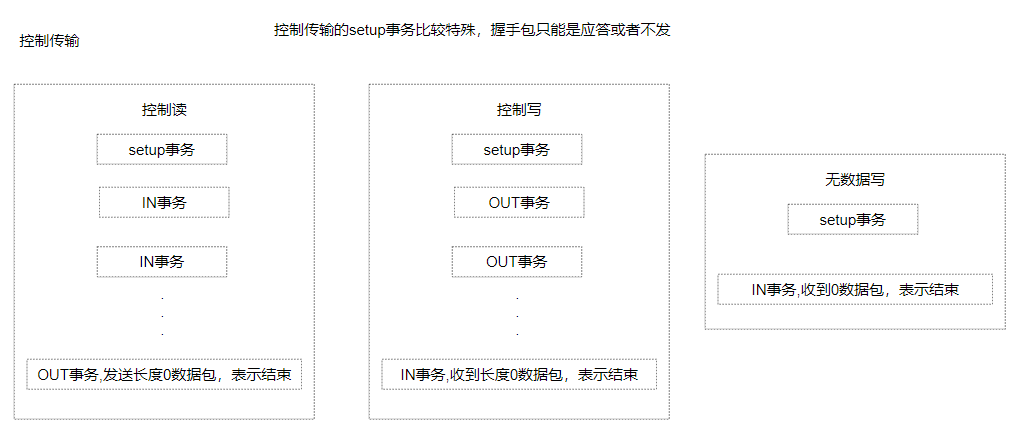 控制传输的setup事务比较特殊，握手包只能是应答或者不发
控制传输
控制读
setup事务
IN事务
IN事务
.
.
.
OUT事务,发送长度0数据包，表示结束
控制写
setup事务
OUT事务
OUT事务
.
.
.
IN事务,收到长度0数据包，表示结束
无数据写
setup事务
IN事务,收到0数据包，表示结束